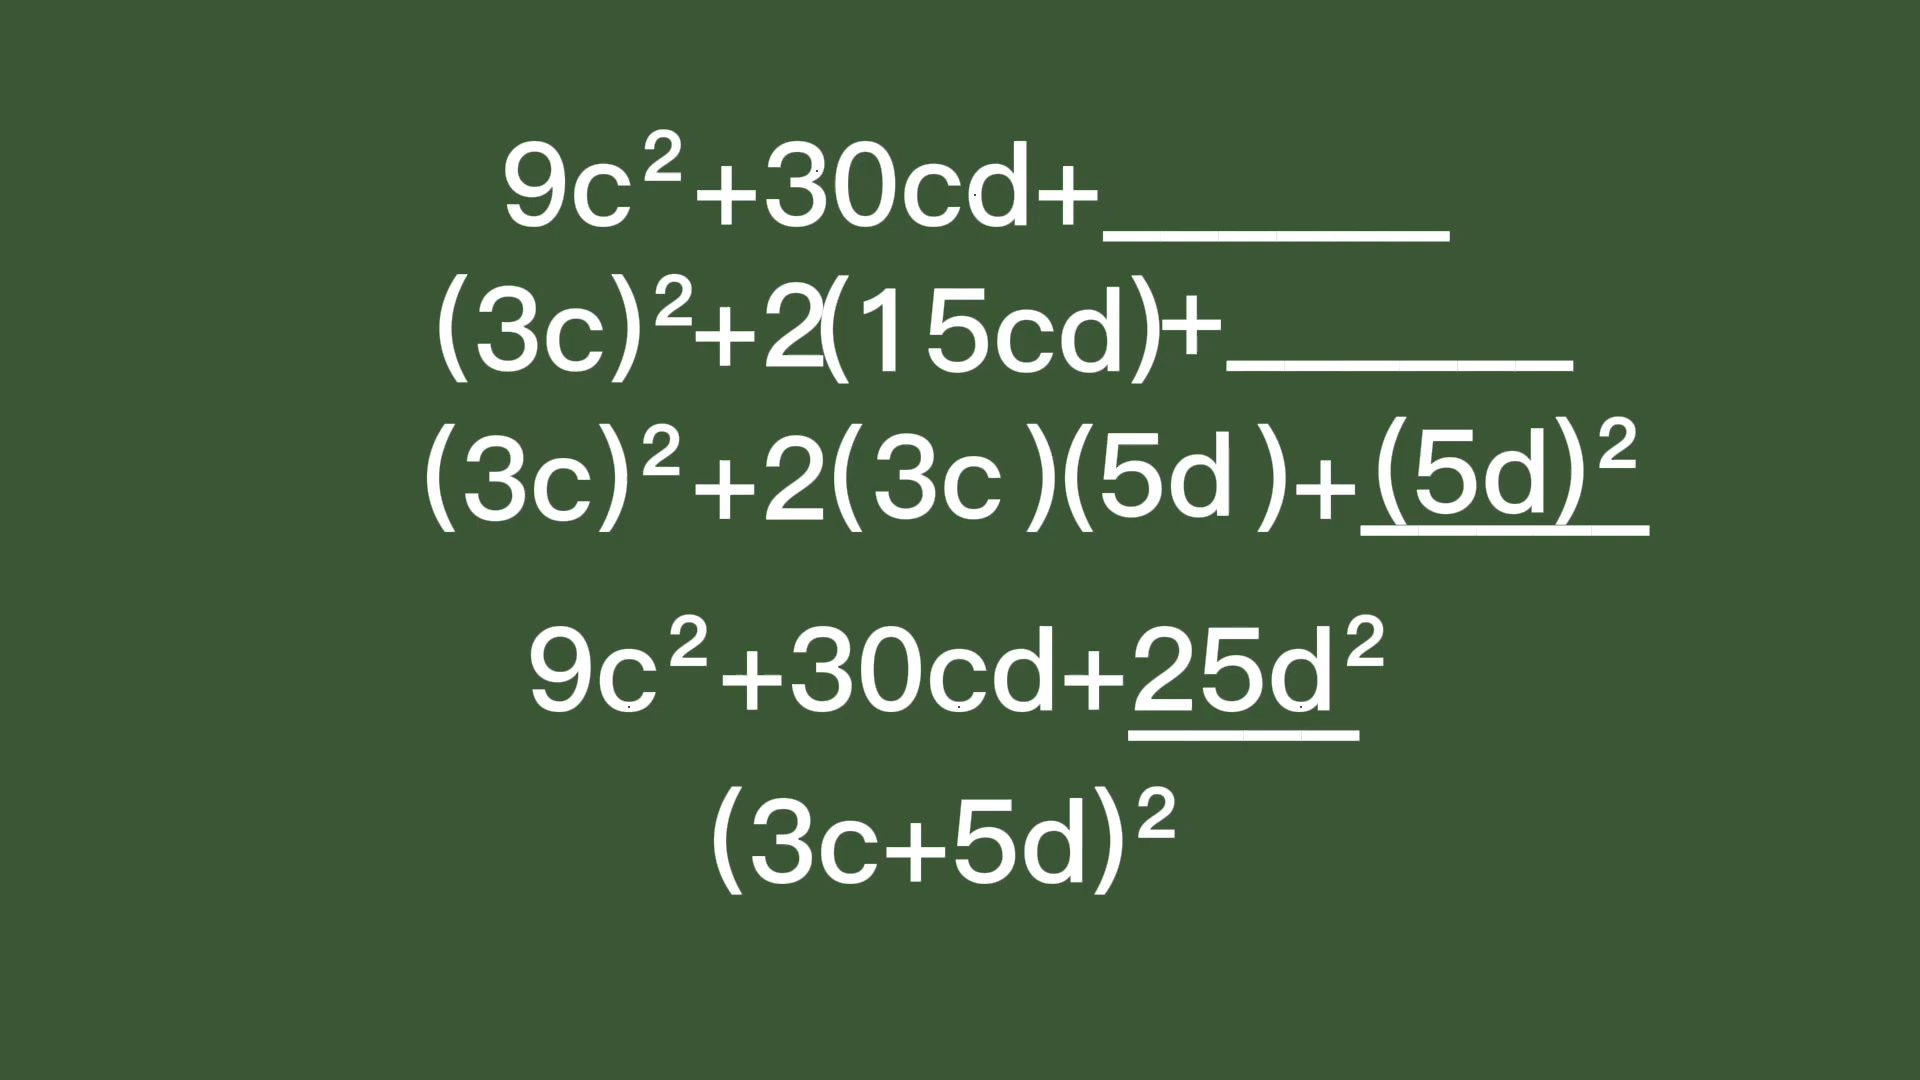 9c²+30cd+______
(3c)²+2(15cd)+______
(3c)²+2(3c )(5d )+(5d)²
9c²+30cd+25d²
(3c+5d)²